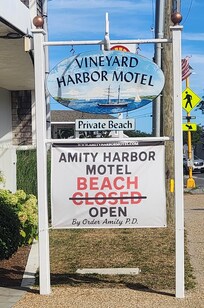 VINEYARD
HARBOR MOTEL
Private Beach
AMITY HARBOR
MOTEL
BEACH
CLOSED
OPEN
By Order Amity P.D.